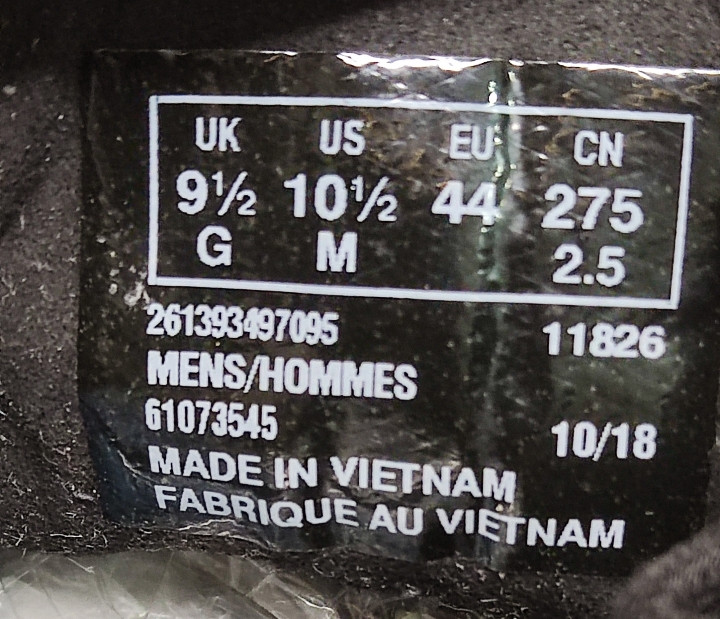 UK US EU CN
9½ 10½ 44 275
G M 2.5
261393497095 11826
MENS/HOMMES
61073545 10/18
MADE IN VIETNAM
FABRIQUE AU VIETNAM